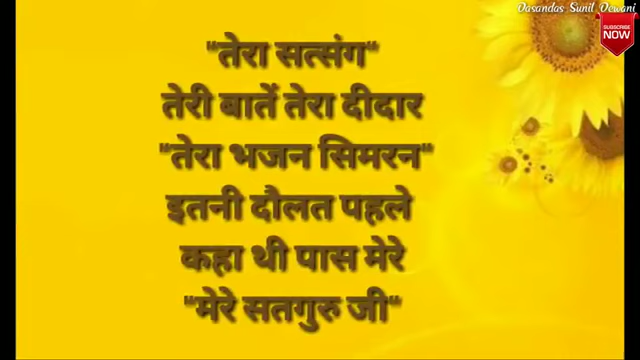 Dasandas Sunil Dewani
SUBSCRIBE
NOW
"तेरा सत्संग"
तेरी बातें तेरा दीदार
"तेरा भजन सिमरन"
इतनी दौलत पहले
कहा थी पास मेरे
"मेरे सतगुरु जी"